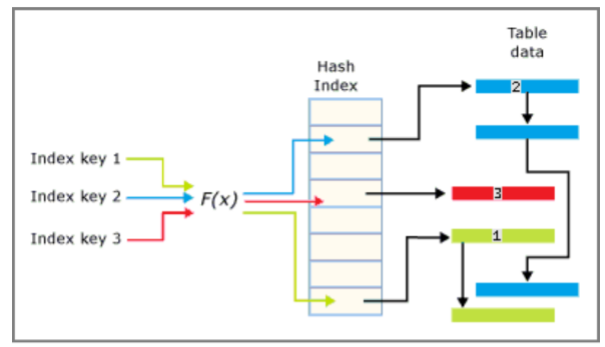 Table
data
Hash
Index
2
Index key 1
Index key 2
F(x)
3
Index key 3
1